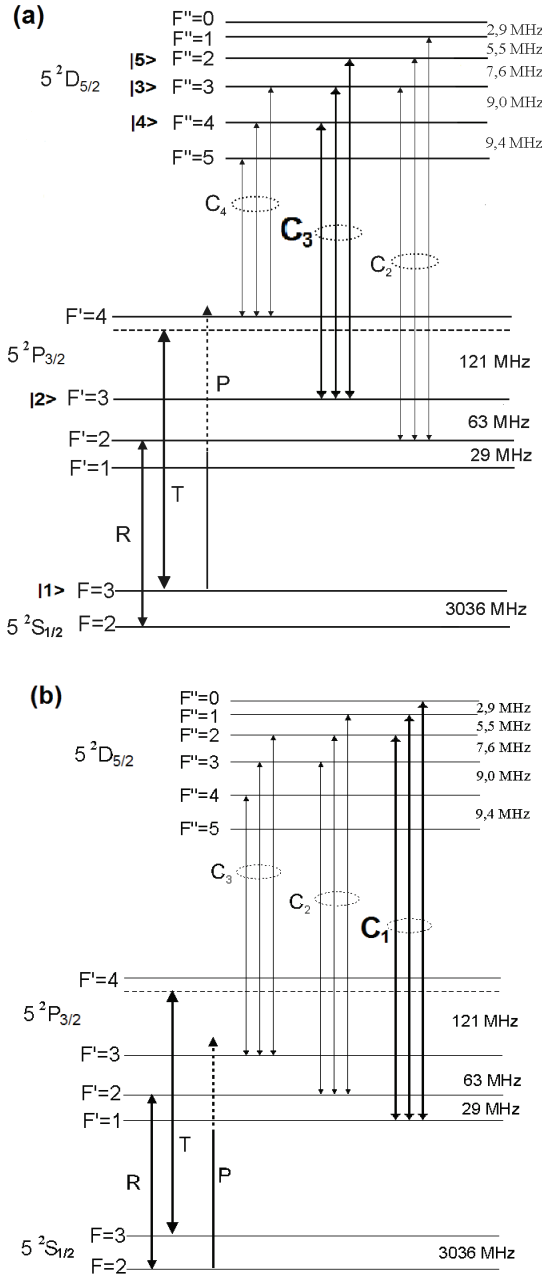 (a)
F"=0
2,9 MHz
F"=1
5,5 MHz
|5> F"=2
7,6 MHz
5 ²D5/2
|3> F"=3
9,0 MHz
|4> F"=4
9,4 MHz
F"=5
C4
C3
C2
F'=4
5 ²P3/2
121 MHz
P
|2> F'=3
63 MHz
F'=2
29 MHz
F'=1
T
R
|1> F=3
3036 MHz
5 ²S1/2 F=2
(b)
F"=0
2,9 MHz
F"=1
5,5 MHz
F"=2
7,6 MHz
5 ²D5/2
F"=3
9,0 MHz
F"=4
9,4 MHz
F"=5
C3
C2
C1
F'=4
5 ²P3/2
121 MHz
F'=3
63 MHz
F'=2
29 MHz
F'=1
T
P
R
F=3
5 ²S1/2
3036 MHz
F=2